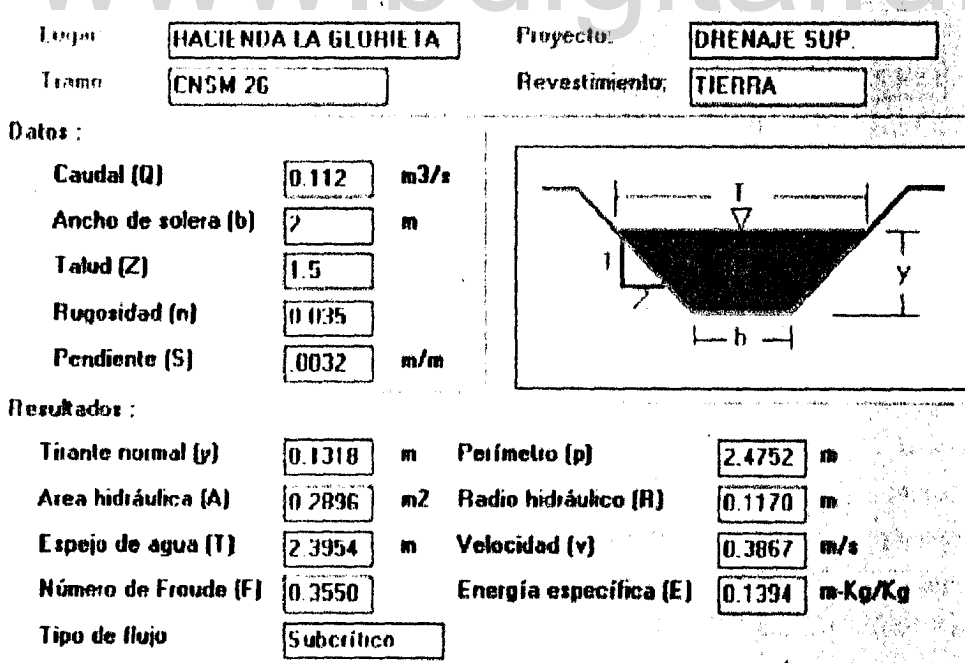 Lugar: HACIENDA LA GLORIETA Proyecto: DRENAJE SUP.
Tramo CNSM 26 Revestimiento: TIERRA
Datos :
Caudal (Q) 0.112 m3/s
Ancho de solera (b) 2 m
Talud (Z) 1.5
Rugosidad (n) 0.035
Pendiente (S) .0032 m/m
T
1
Z
y
b
Resultados :
Tirante normal (y) 0.1318 m Perímetro (p) 2.4752 m
Area hidráulica (A) 0.2896 m2 Radio hidráulico (R) 0.1170 m
Espejo de agua (T) 2.3954 m Velocidad (v) 0.3867 m/s
Número de Froude (F) 0.3550 Energía específica (E) 0.1394 m-Kg/Kg
Tipo de flujo Subcrítico